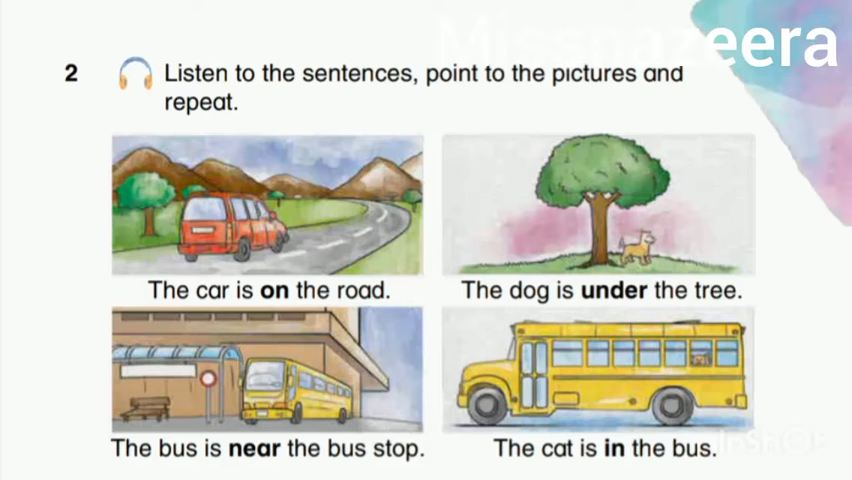 Missnazeera
2 Listen to the sentences, point to the pictures and
repeat.
The car is on the road.
The dog is under the tree.
The bus is near the bus stop.
The cat is in the bus.
InShOt